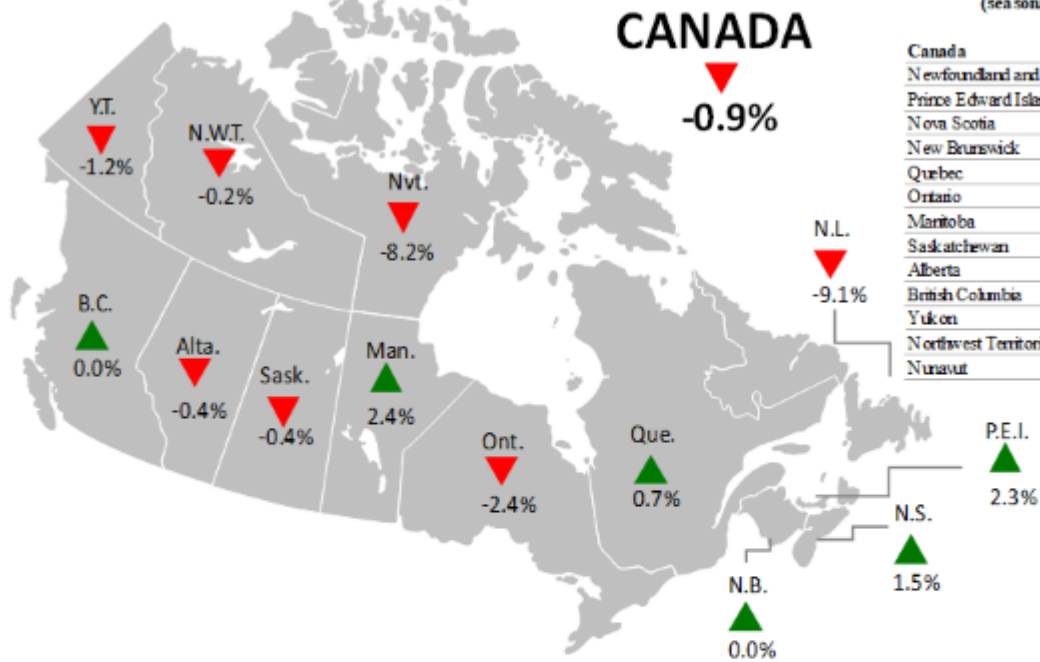 CANADA
-0.9%
Y.T.
-1.2%
N.W.T.
-0.2%
Nvt.
-8.2%
B.C.
0.0%
Alta.
-0.4%
Sask.
-0.4%
Man.
2.4%
Ont.
-2.4%
Que.
0.7%
N.L.
-9.1%
P.E.I.
2.3%
N.S.
1.5%
N.B.
0.0%
Canada
Newfoundland and
Prince Edward
Nova Scotia
New Brunswick
Quebec
Ontario
Manitoba
Saskatchewan
Alberta
British Columbia
Yukon
Northwest
Nunavut